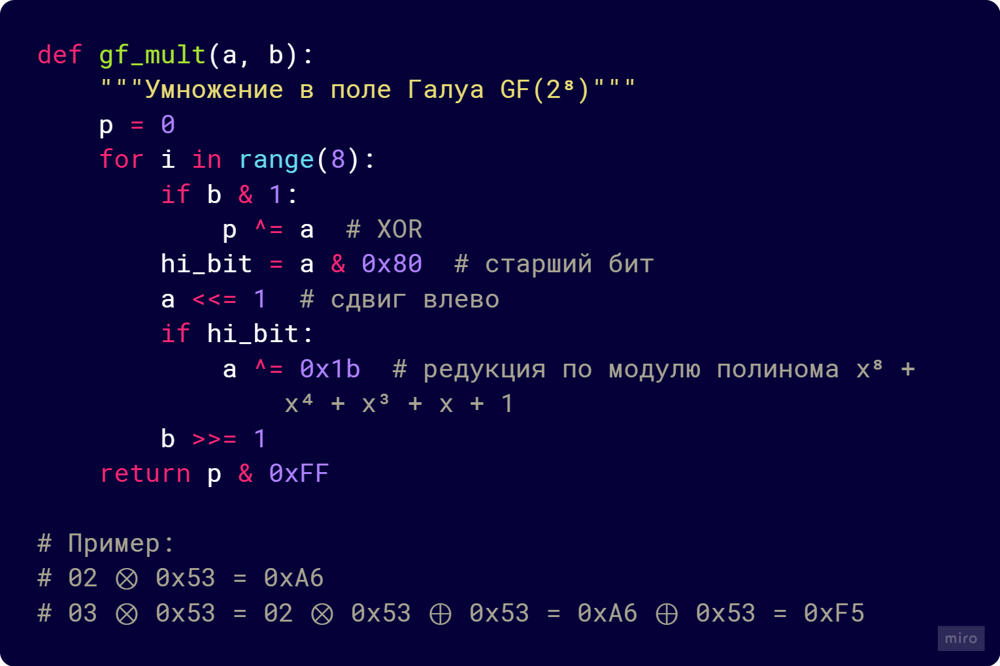 def gf_mult(a, b):
    """Умножение в поле Галуа GF(2⁸)"""
    p = 0
    for i in range(8):
        if b & 1:
            p ^= a  # XOR
        hi_bit = a & 0x80  # старший бит
        a <<= 1  # сдвиг влево
        if hi_bit:
            a ^= 0x1b  # редукция по модулю полинома x⁸ +
                x⁴ + x³ + x + 1
        b >>= 1
    return p & 0xFF

# Пример:
# 02 ⊗ 0x53 = 0xA6
# 03 ⊗ 0x53 = 02 ⊗ 0x53 ⊕ 0x53 = 0xA6 ⊕ 0x53 = 0xF5
miro